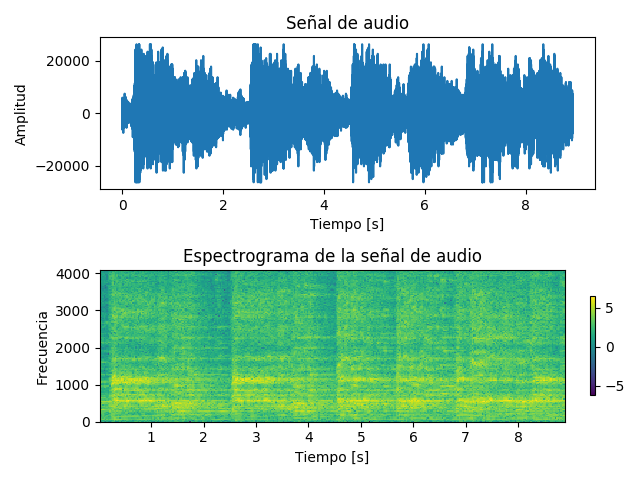 Señal de audio
20000
0
−20000
Amplitud
0 2 4 6 8
Tiempo [s]
Espectrograma de la señal de audio
4000
3000
2000
1000
0
Frecuencia
1 2 3 4 5 6 7 8
Tiempo [s]
5
0
−5